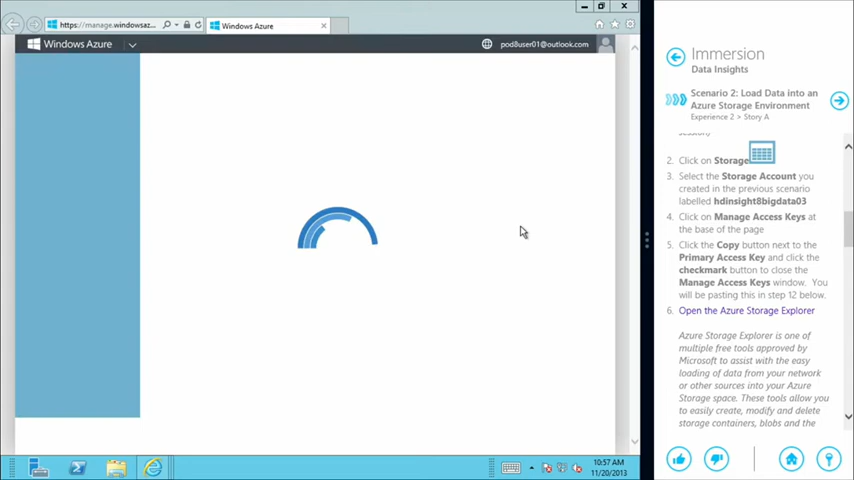 https://manage.windowsaz...
Windows Azure
Windows Azure
pod8user01@outlook.com
Immersion
Data Insights
Scenario 2: Load Data into an
Azure Storage Environment
Experience 2 > Story A
session)
2. Click on Storage
3. Select the Storage Account you
created in the previous scenario
labelled hdinsight8bigdata03
4. Click on Manage Access Keys at
the base of the page
5. Click the Copy button next to the
Primary Access Key and click the
checkmark button to close the
Manage Access Keys window. You
will be pasting this in step 12 below.
6. Open the Azure Storage Explorer
Azure Storage Explorer is one of
multiple free tools approved by
Microsoft to assist with the easy
loading of data from your network
or other sources into your Azure
Storage space. These tools allow you
to easily create, modify and delete
storage containers, blobs and the
10:57 AM
11/20/2013